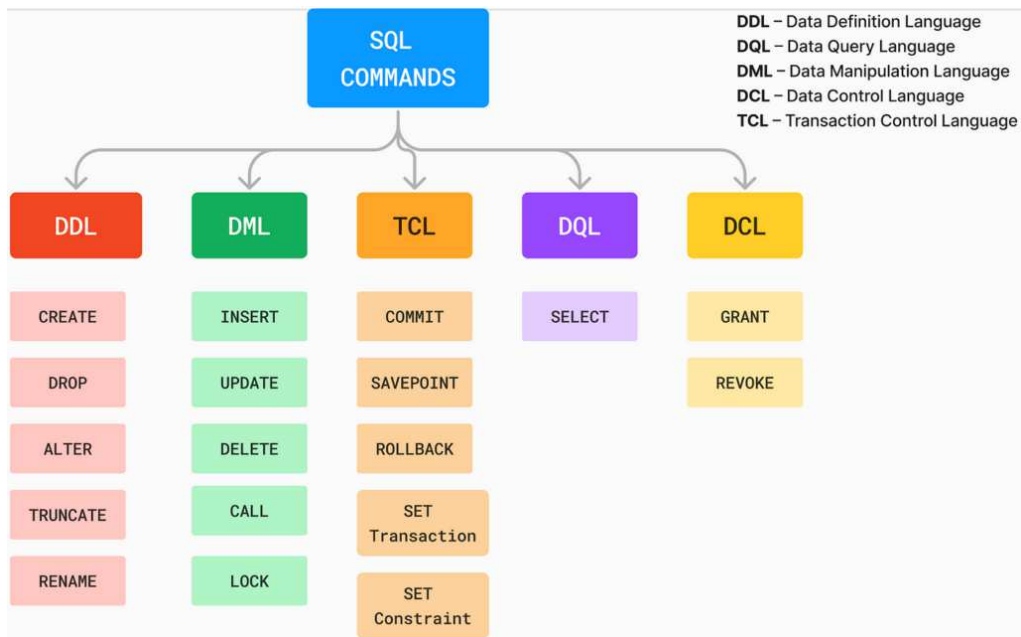 SQL
COMMANDS
DDL – Data Definition Language
DQL – Data Query Language
DML – Data Manipulation Language
DCL – Data Control Language
TCL – Transaction Control Language
DDL
DML
TCL
DQL
DCL
CREATE
INSERT
COMMIT
SELECT
GRANT
DROP
UPDATE
SAVEPOINT
REVOKE
ALTER
DELETE
ROLLBACK
TRUNCATE
CALL
SET
Transaction
RENAME
LOCK
SET
Constraint